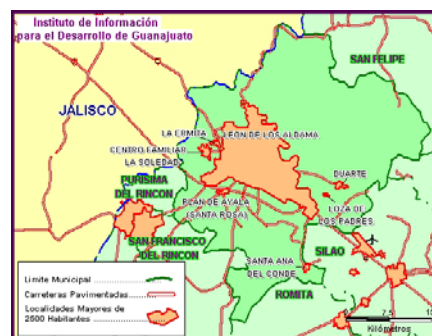 Instituto de Información
para el Desarrollo de Guanajuato
SAN FELIPE
JALISCO
LA ERMITA
LEON DE LOS ALDAMA
CENTRO FAMILIAR
LA SOLEDAD
DUARTE
PURISIMA
DEL RINCON
PLAN DE AYALA
(SANTA ROSA)
LOZA DE
LOS PADRES
SAN FRANCISCO
DEL RINCON
SILAO
SANTA ANA
DEL CONDE
ROMITA
Limite Municipal
Carreteras Pavimentadas
Localidades Mayores de
2500 Habitantes
0 7.5
Kilómetros